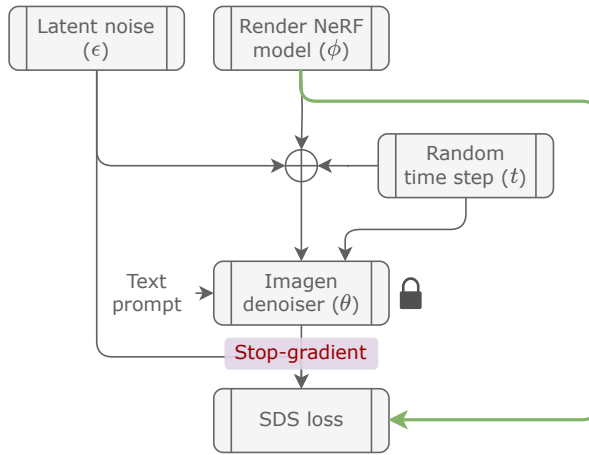 Latent noise
(ϵ)
Render NeRF
model (ϕ)
Random
time step (t)
Text
prompt
Imagen
denoiser (θ)
Stop-gradient
SDS loss